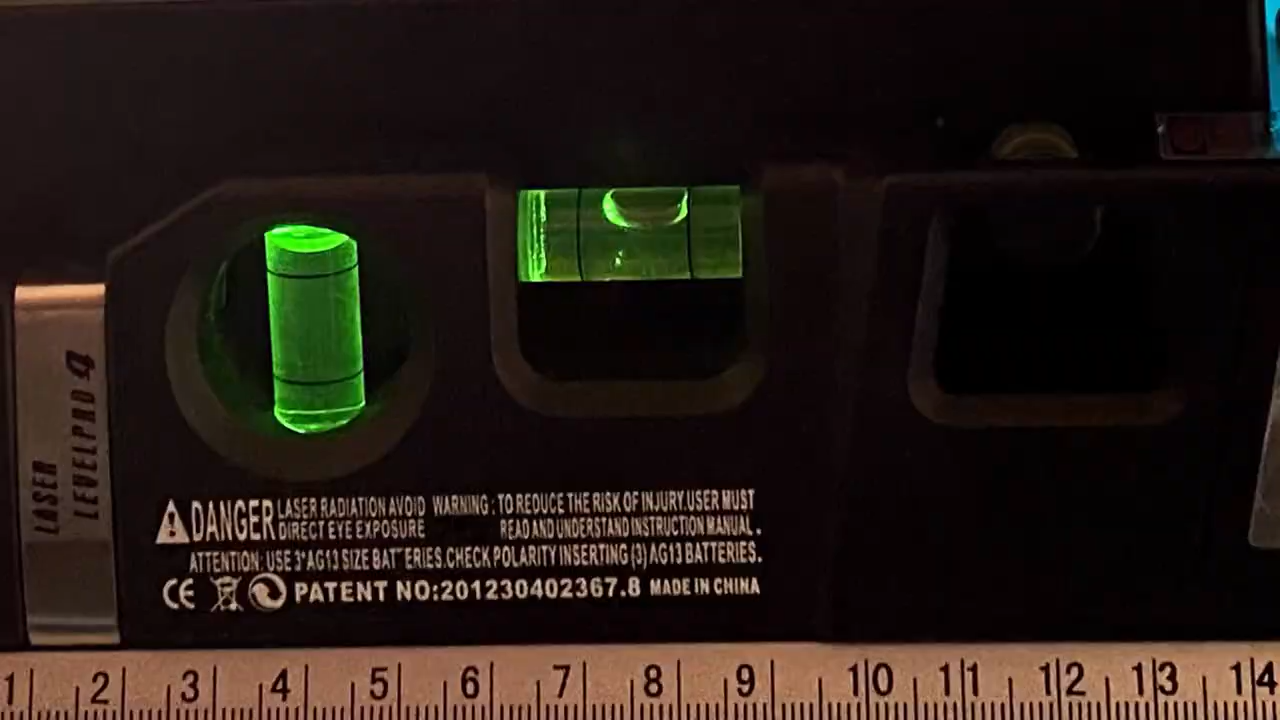 LASER
LEVELPRO 4
DANGER LASER RADIATION AVOID WARNING : TO REDUCE THE RISK OF INJURY.USER MUST
DIRECT EYE EXPOSURE READ AND UNDERSTAND INSTRUCTION MANUAL .
ATTENTION: USE 3*AG13 SIZE BAT ERIES.CHECK POLARITY INSERTING (3) AG13 BATTERIES.
CE PATENT NO:201230402367.8 MADE IN CHINA
1 2 3 4 5 6 7 8 9 10 11 12 13 14